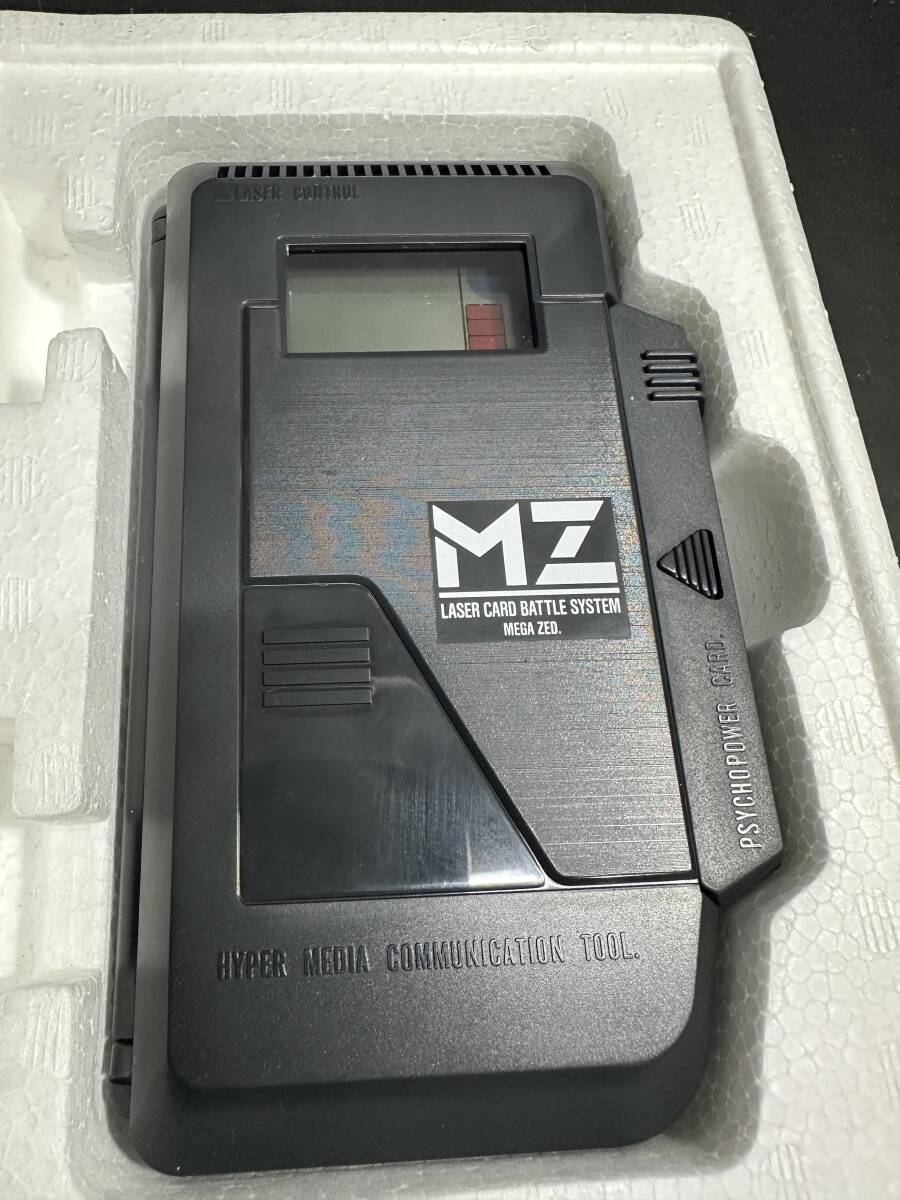 LASER CONTROL
MZ
LASER CARD BATTLE SYSTEM
MEGA ZED.
PSYCHOPOWER CARD.
HYPER MEDIA COMMUNICATION TOOL.